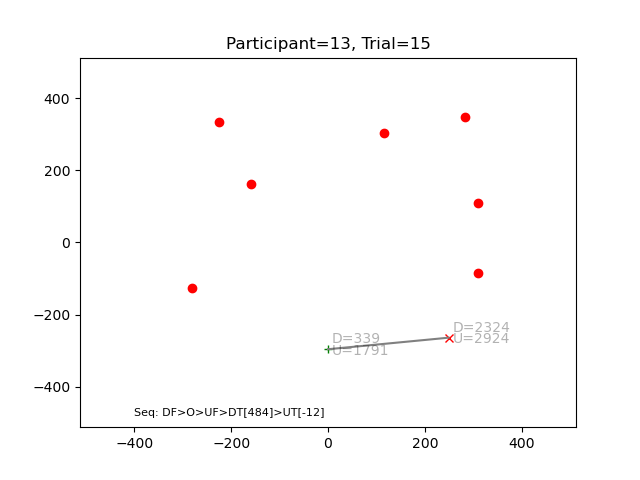 Participant=13, Trial=15
400
200
0
−200
−400
D=2324
D=339
U=2924
U=1791
Seq: DF>O>UF>DT[484]>UT[-12]
−400
−200
0
200
400